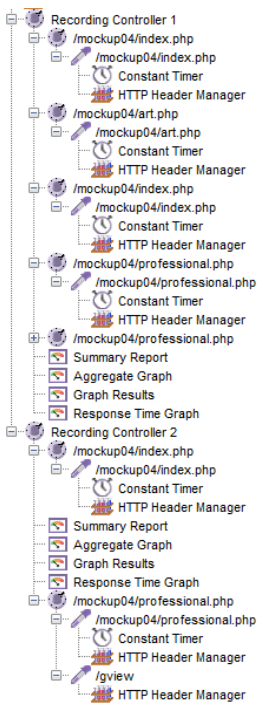 Recording Controller 1
/mockup04/index.php
/mockup04/index.php
Constant Timer
HTTP Header Manager
/mockup04/art.php
/mockup04/art.php
Constant Timer
HTTP Header Manager
/mockup04/index.php
/mockup04/index.php
Constant Timer
HTTP Header Manager
/mockup04/professional.php
/mockup04/professional.php
Constant Timer
HTTP Header Manager
/mockup04/professional.php
Summary Report
Aggregate Graph
Graph Results
Response Time Graph
Recording Controller 2
/mockup04/index.php
/mockup04/index.php
Constant Timer
HTTP Header Manager
Summary Report
Aggregate Graph
Graph Results
Response Time Graph
/mockup04/professional.php
/mockup04/professional.php
Constant Timer
HTTP Header Manager
/gview
HTTP Header Manager